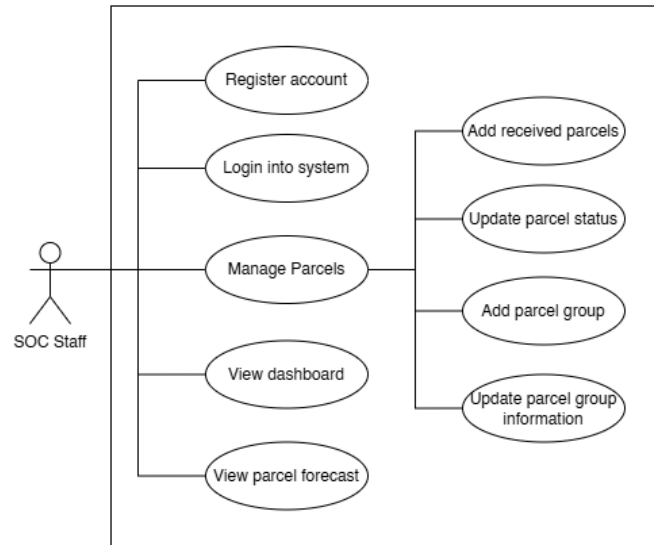 Register account
Add received parcels
Login into system
Update parcel status
Manage Parcels
Add parcel group
SOC Staff
View dashboard
Update parcel group
information
View parcel forecast